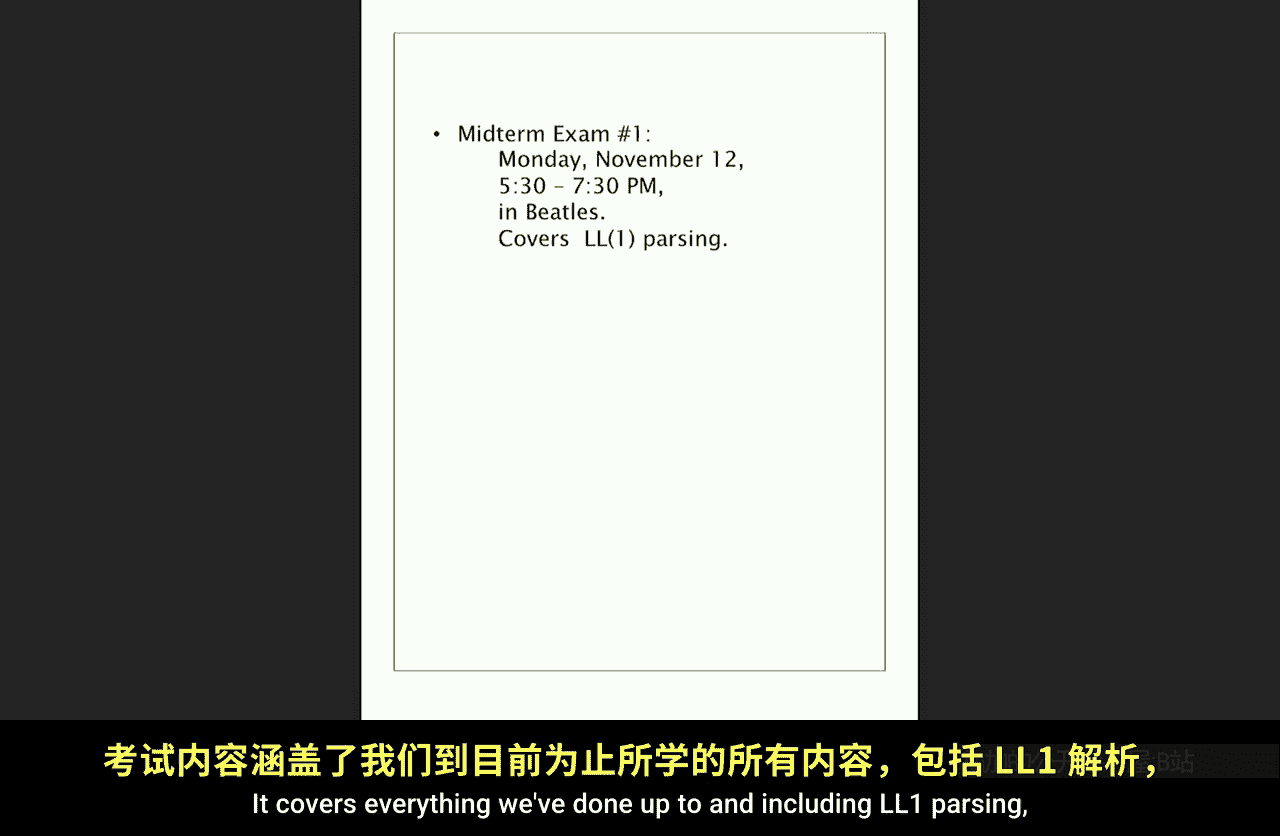 • Midterm Exam #1:
Monday, November 12,
5:30 – 7:30 PM,
in Beatles.
Covers LL(1) parsing.
考试内容涵盖了我们到目前为止所学的所有内容，包括 LL1 解析，
It covers everything we've done up to and including LL1 parsing,